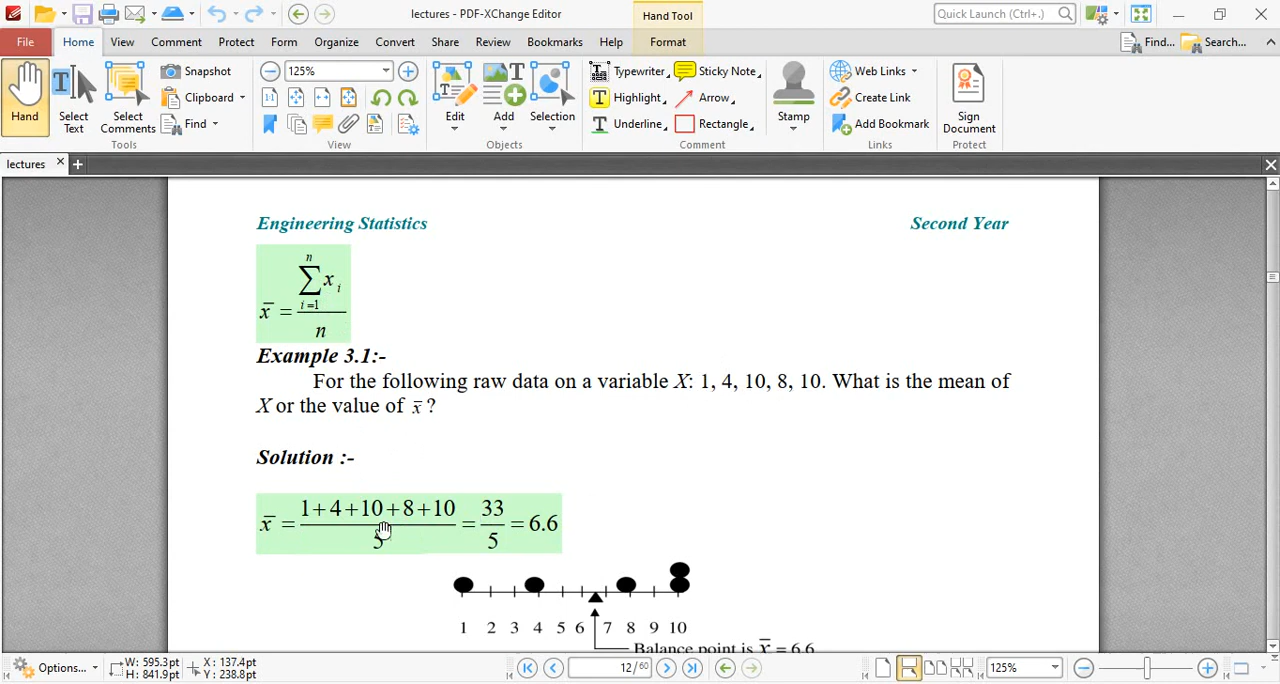 lectures - PDF-XChange Editor
Hand Tool
Quick Launch (Ctrl+.)
File Home View Comment Protect Form Organize Convert Share Review Bookmarks Help Format Find... Search...
Hand
Select Text
Select Comments
Tools
Snapshot
Clipboard
Find
125%
View
Edit
Add
Selection
Objects
Typewriter
Highlight
Underline
Sticky Note
Arrow
Rectangle
Stamp
Comment
Web Links
Create Link
Add Bookmark
Links
Sign Document
Protect
lectures
Engineering Statistics Second Year
x̄ = ∑ᵢ₌₁ⁿ xᵢ / n
Example 3.1:-
For the following raw data on a variable X: 1, 4, 10, 8, 10. What is the mean of
X or the value of x̄ ?
Solution :-
x̄ = (1+4+10+8+10)/5 = 33/5 = 6.6
1 2 3 4 5 6 7 8 9 10
Balance point is x̄ = 6.6
Options...
W: 595.3pt
H: 841.9pt
X: 137.4pt
Y: 238.8pt
12/60
125%